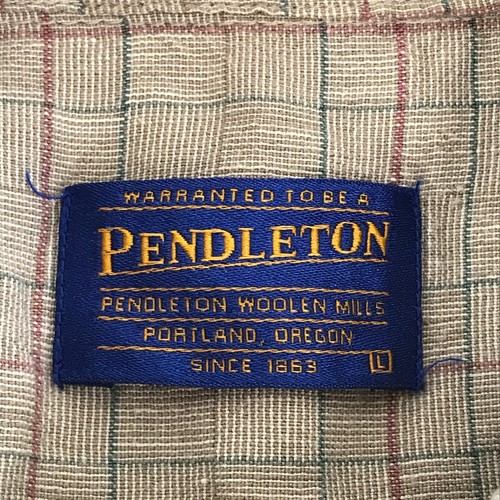 WARRANTED TO BE A
PENDLETON
PENDLETON WOOLEN MILLS
PORTLAND, OREGON
SINCE 1863 L